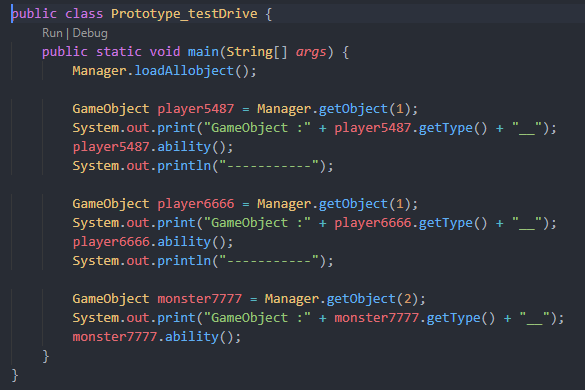 public class Prototype_testDrive {
Run | Debug
public static void main(String[] args) {
Manager.loadAllobject();
GameObject player5487 = Manager.getObject(1);
System.out.print("GameObject :" + player5487.getType() + "__");
player5487.ability();
System.out.println("-----------");
GameObject player6666 = Manager.getObject(1);
System.out.print("GameObject :" + player6666.getType() + "__");
player6666.ability();
System.out.println("-----------");
GameObject monster7777 = Manager.getObject(2);
System.out.print("GameObject :" + monster7777.getType() + "__");
monster7777.ability();
}
}